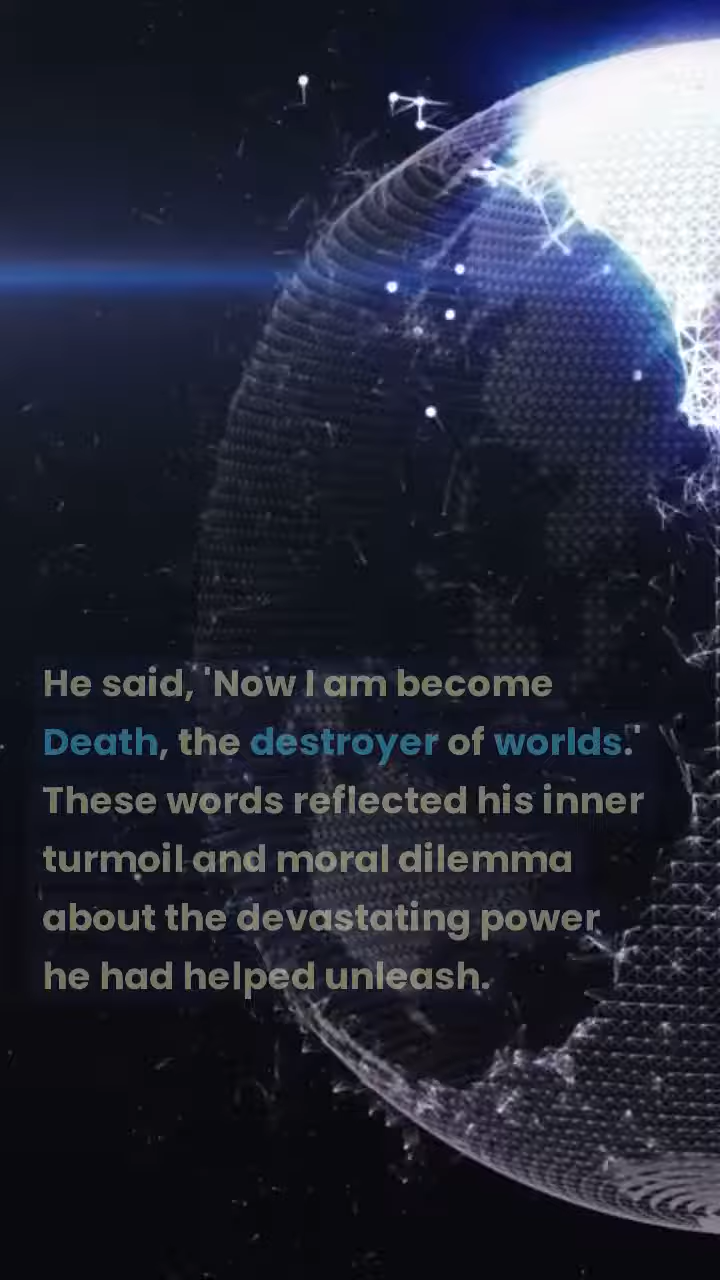 He said, 'Now I am become
Death, the destroyer of worlds.'
These words reflected his inner
turmoil and moral dilemma
about the devastating power
he had helped unleash.